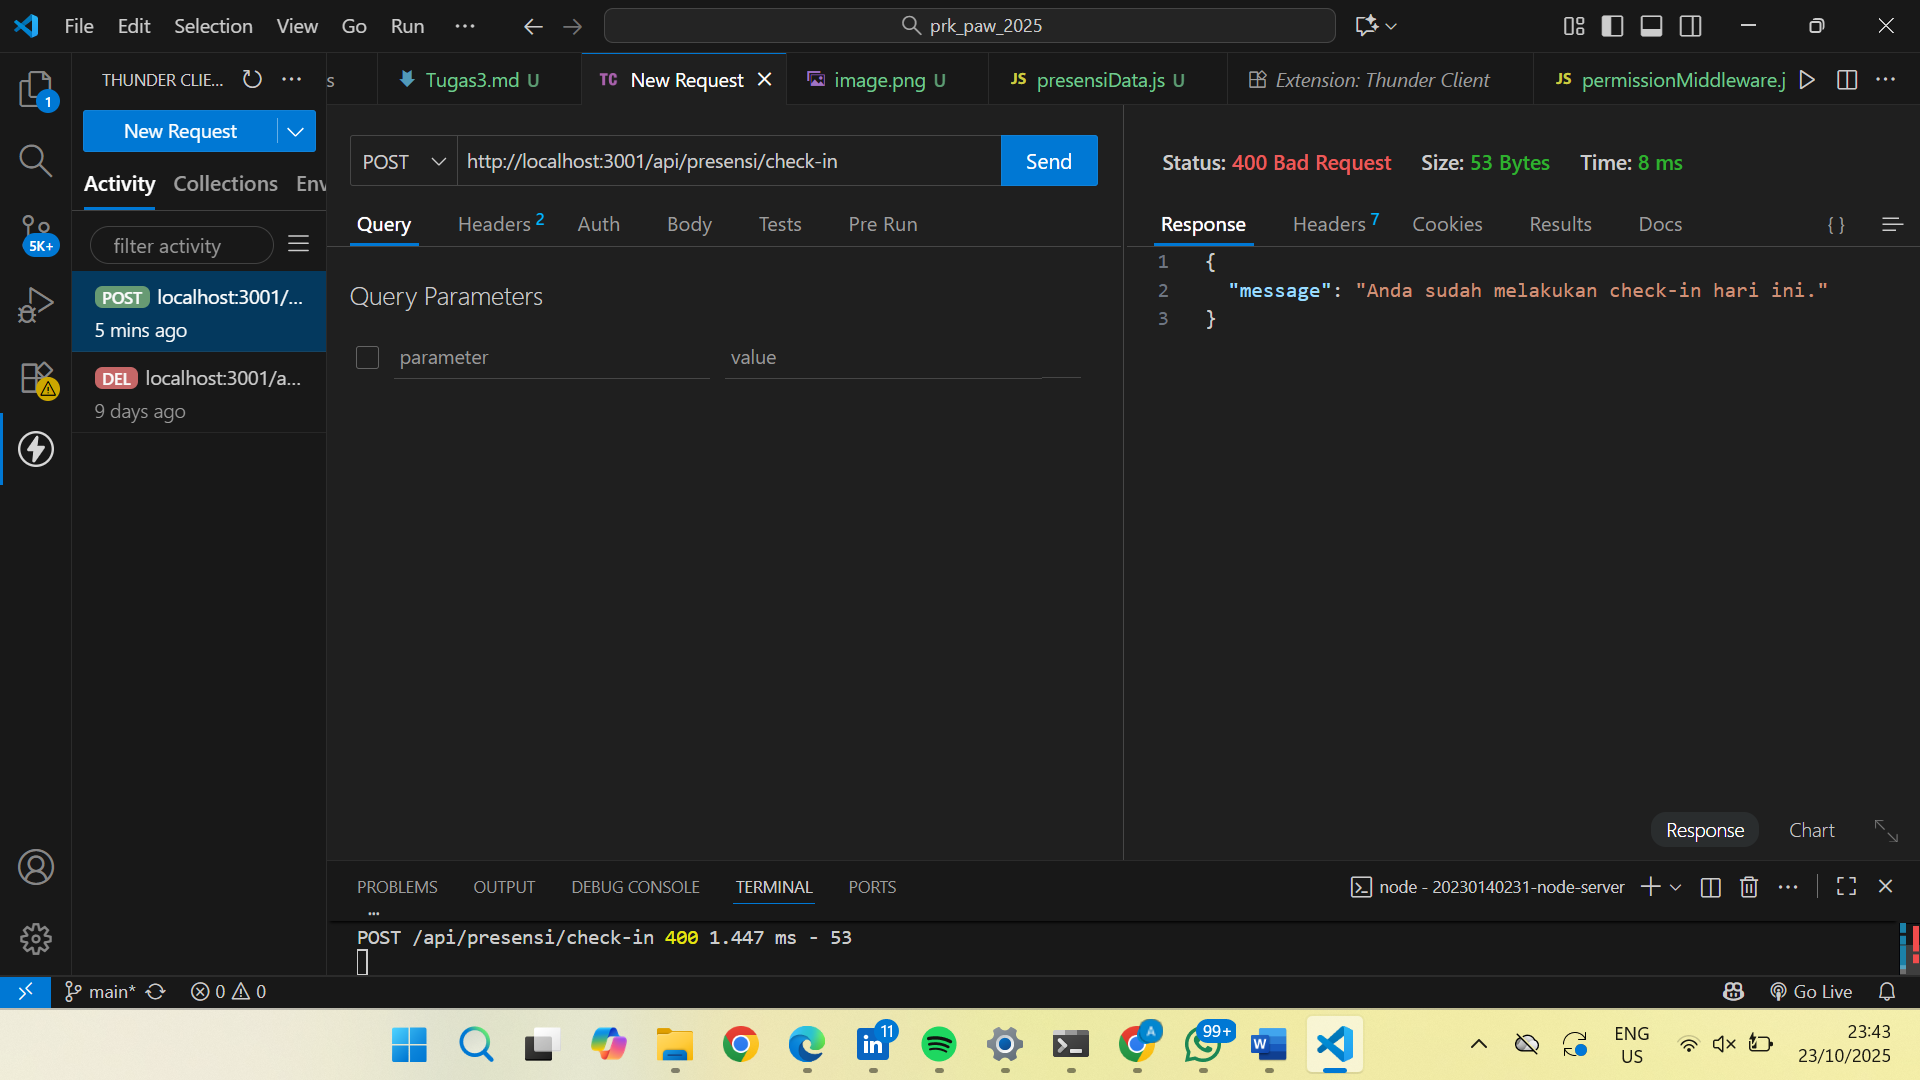 File Edit Selection View Go Run ···
prk_paw_2025
THUNDER CLIE... ···
s
Tugas3.md U
TC New Request
image.png U
JS presensiData.js U
Extension: Thunder Client
JS permissionMiddleware.j
···
1
New Request
POST
http://localhost:3001/api/presensi/check-in
Send
Status: 400 Bad Request Size: 53 Bytes Time: 8 ms
Activity Collections Env
Query Headers 2 Auth Body Tests Pre Run
Response Headers 7 Cookies Results Docs { }
5K+
filter activity
1 {
2 "message": "Anda sudah melakukan check-in hari ini."
3 }
POST localhost:3001/...
5 mins ago
Query Parameters
parameter value
DEL localhost:3001/a...
9 days ago
Response Chart
PROBLEMS OUTPUT DEBUG CONSOLE TERMINAL PORTS
node - 20230140231-node-server
···
...
POST /api/presensi/check-in 400 1.447 ms - 53
main* 0 0
Go Live
11
A
99+
W
in
ENG
US
23:43
23/10/2025